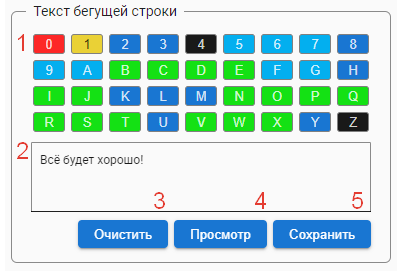 Текст бегущей строки
1 0 1 2 3 4 5 6 7 8
9 A B C D E F G H
I J K L M N O P Q
R S T U V W X Y Z
2
Всё будет хорошо!
3 4 5
Очистить Просмотр Сохранить